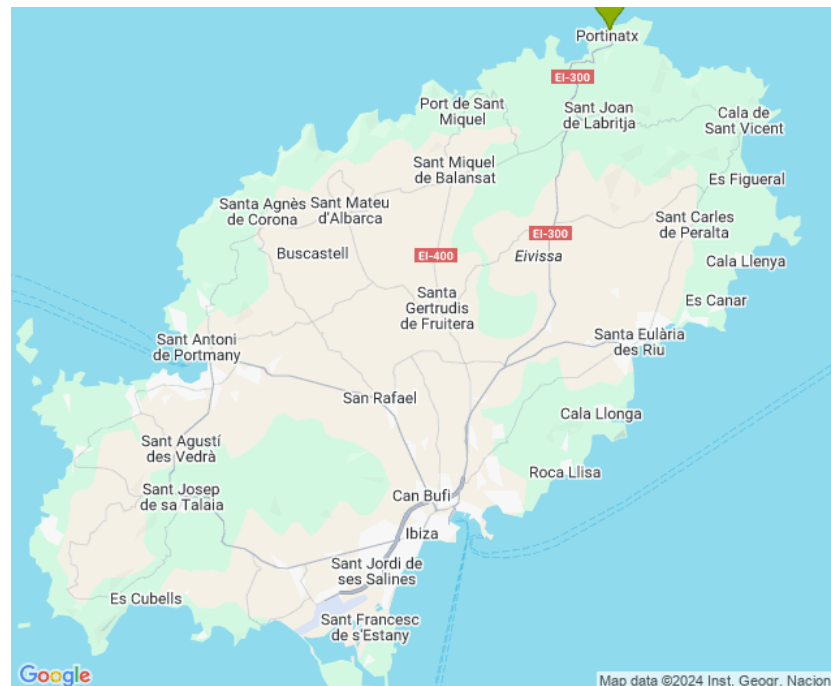 Portinatx
EI-300
Port de Sant
Miquel
Sant Joan
de Labritja
Cala de
Sant Vicent
Sant Miquel
de Balansat
Es Figueral
Santa Agnès
de Corona
Sant Mateu
d'Albarca
Sant Carles
de Peralta
EI-300
Buscastell
EI-400
Eivissa
Cala Llenya
Santa
Gertrudis
de Fruitera
Es Canar
Sant Antoni
de Portmany
Santa Eulària
des Riu
San Rafael
Cala Llonga
Sant Agustí
des Vedrà
Roca Llisa
Sant Josep
de sa Talaia
Can Bufi
Ibiza
Sant Jordi de
ses Salines
Es Cubells
Sant Francesc
de s'Estany
Google
Map data ©2024 Inst. Geogr. Nacion